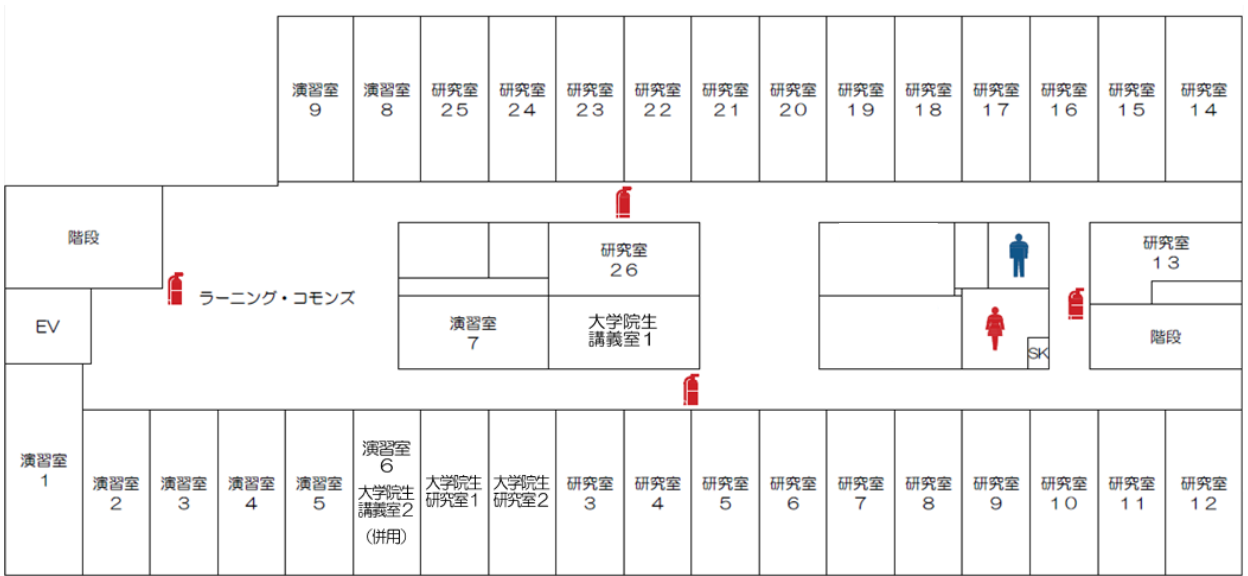 演習室
9
演習室
8
研究室
25
研究室
24
研究室
23
研究室
22
研究室
21
研究室
20
研究室
19
研究室
18
研究室
17
研究室
16
研究室
15
研究室
14
階段
研究室
26
研究室
13
ラーニング・コモンズ
EV
演習室
7
大学院生
講義室1
階段
SK
演習室
1
演習室
2
演習室
3
演習室
4
演習室
5
演習室
6
大学院生
講義室2
(併用)
大学院生
研究室1
大学院生
研究室2
研究室
3
研究室
4
研究室
5
研究室
6
研究室
7
研究室
8
研究室
9
研究室
10
研究室
11
研究室
12